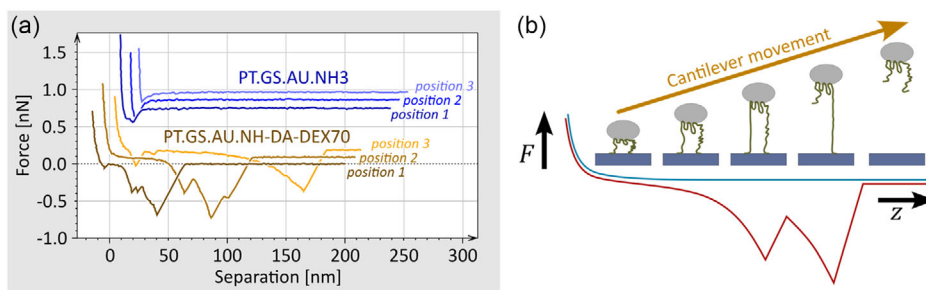 (a)
Force [nN]
1.5
1.0
0.5
0.0
-0.5
-1.0
PT.GS.AU.NH3
position 3
position 2
position 1
PT.GS.AU.NH-DA-DEX70
position 3
position 2
position 1
0 50 100 150 200 250 300
Separation [nm]
(b)
Cantilever movement
F
z